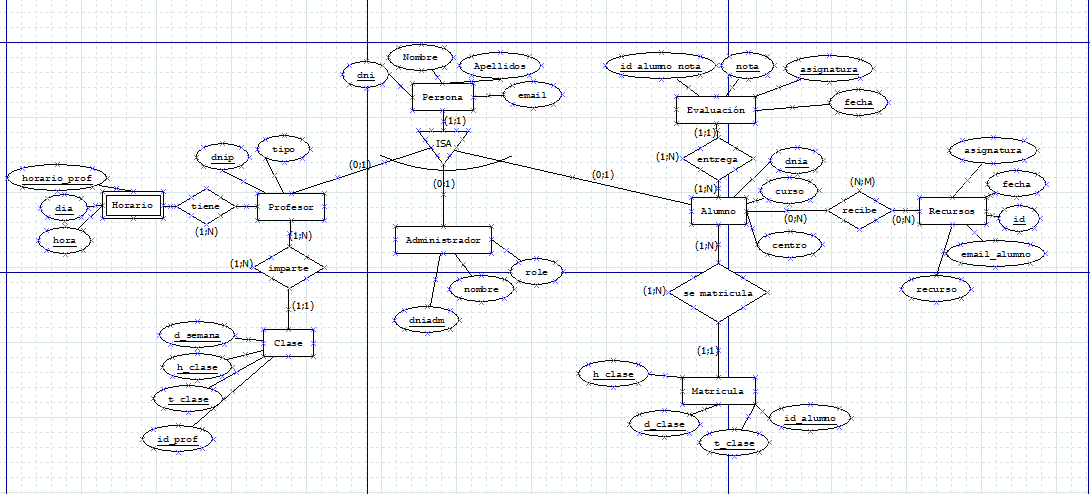 Nombre
dni
Apellidos
email
Persona
(1;1)
ISA
(0;1)
(0;1)
(0;1)
id_alumno_nota
nota
asignatura
fecha
Evaluación
(1;1)
entrega
(1;N)
(1;N)
dnip
tipo
horario_prof
dia
hora
Horario
tiene
(1;N)
Profesor
(1;N)
imparte
(1;N)
(1;1)
Clase
d_semana
h_clase
t_clase
id_prof
Administrador
role
nombre
dniadm
dnia
curso
centro
Alumno
(0;N)
(N;M)
recibe
(0;N)
Recursos
asignatura
fecha
id
email_alumno
recurso
(1;N)
se matricula
(1;N)
(1;1)
Matricula
h_clase
d_clase
t_clase
id_alumno